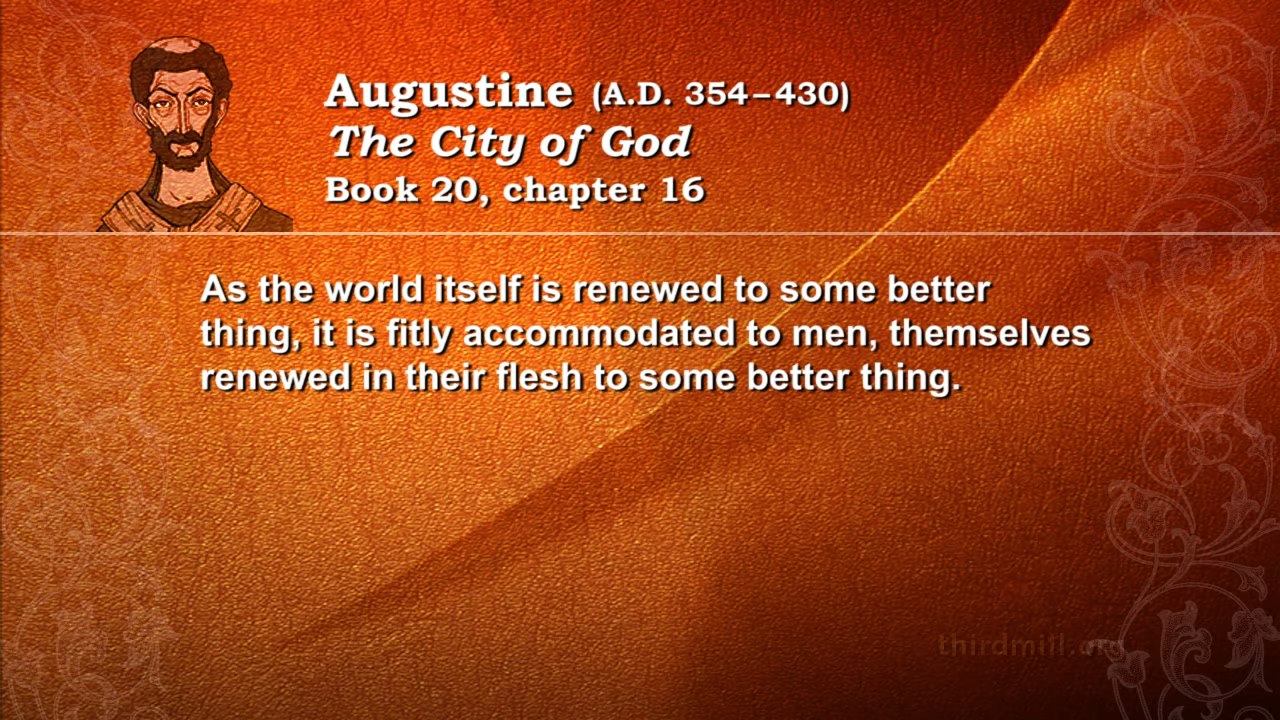 Augustine (A.D. 354–430)
The City of God
Book 20, chapter 16
As the world itself is renewed to some better
thing, it is fitly accommodated to men, themselves
renewed in their flesh to some better thing.
thirdmill.org